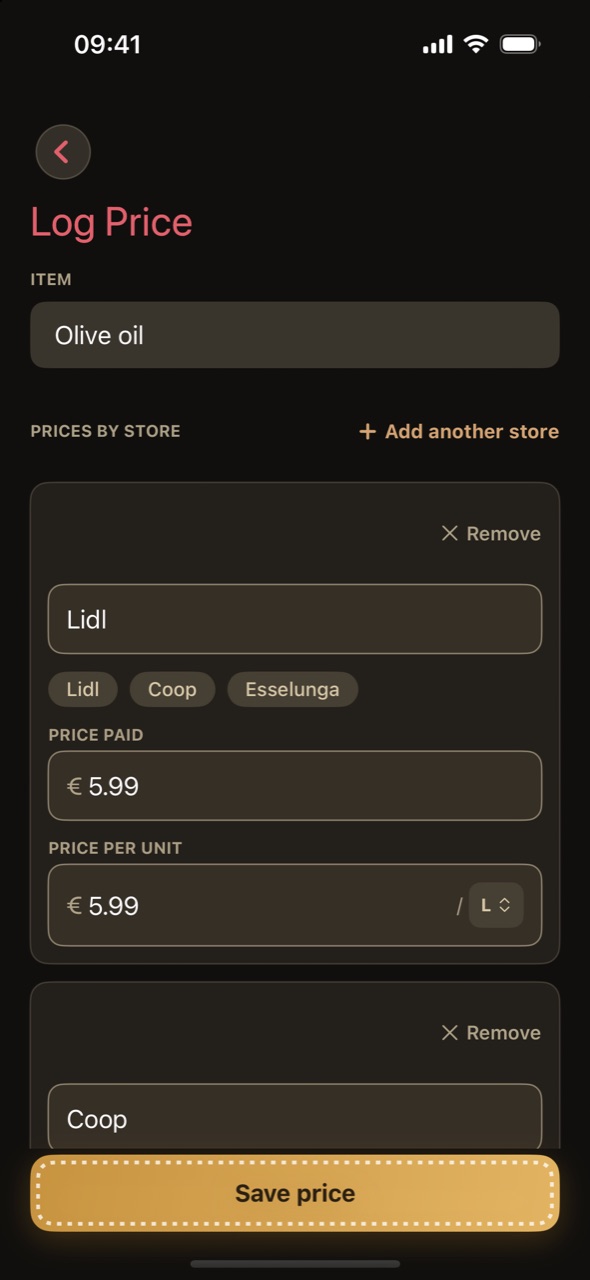 09:41
Log Price
ITEM
Olive oil
PRICES BY STORE
+ Add another store
× Remove
Lidl
Lidl Coop Esselunga
PRICE PAID
€ 5.99
PRICE PER UNIT
€ 5.99 / L
× Remove
Coop
Save price